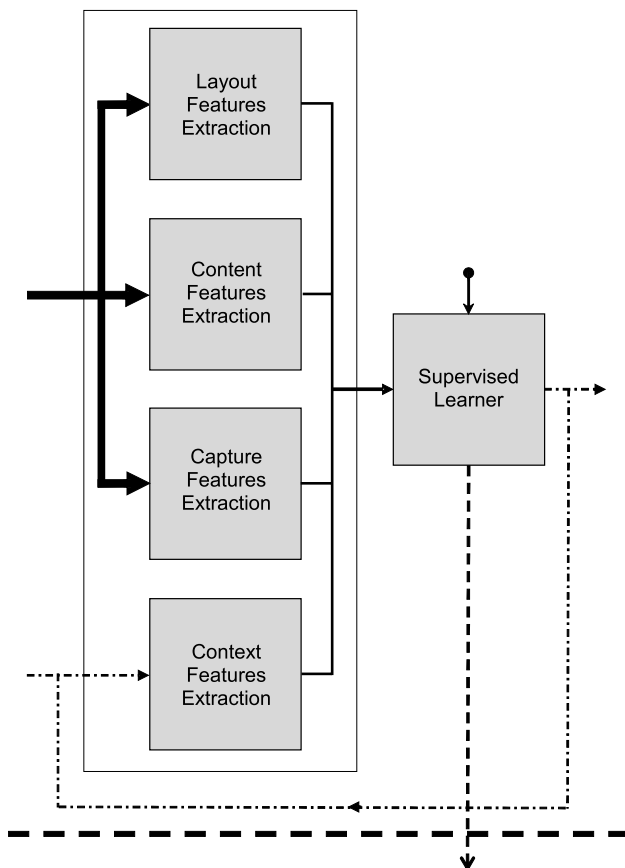 Layout
Features
Extraction
Content
Features
Extraction
Supervised
Learner
Capture
Features
Extraction
Context
Features
Extraction